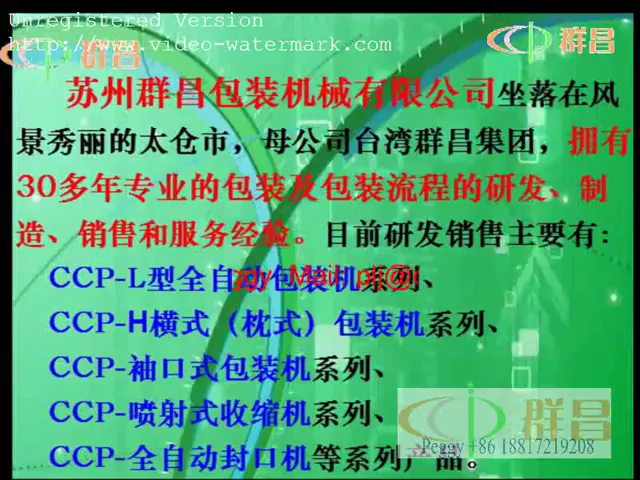 Unregistered Version
http://www.video-watermark.com
群昌
CCP 群昌
苏州群昌包装机械有限公司坐落在风
景秀丽的太仓市，母公司台湾群昌集团，拥有
30多年专业的包装及包装流程的研发、制
造、销售和服务经验。目前研发销售主要有：
CCP-L型全自动包装机系列、
CCP-H横式（枕式）包装机系列、
CCP-袖口式包装机系列、
CCP-喷射式收缩机系列、
群昌
Peggy +86 18817219208
CCP-全自动封口机等系列产品。